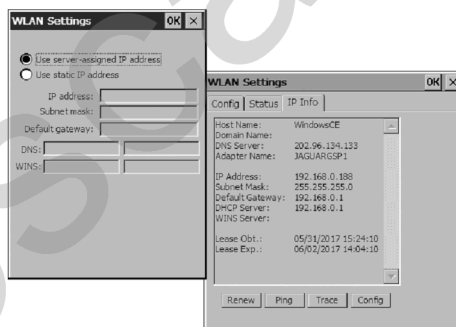 WLAN Settings OK ×
Use server-assigned IP address
Use static IP address
IP address:
Subnet mask:
Default gateway:
DNS:
WINS:
WLAN Settings OK ×
Config Status IP Info
Host Name: WindowsCE
Domain Name:
DNS Server: 202.96.134.133
Adapter Name: JAGUARGSP1
IP Address: 192.168.0.188
Subnet Mask: 255.255.255.0
Default Gateway: 192.168.0.1
DHCP Server: 192.168.0.1
WINS Server:
Lease Obt.: 05/31/2017 15:24:10
Lease Exp.: 06/02/2017 14:04:10
Renew Ping Trace Config